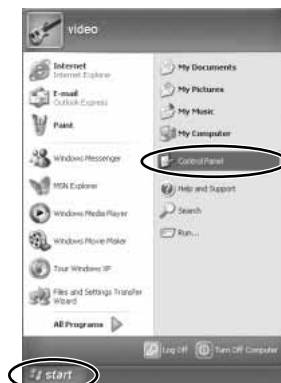 video
Internet
Internet Explorer
E-mail
Outlook Express
Paint
Windows Messenger
MSN Explorer
Windows Media Player
Windows Movie Maker
Tour Windows XP
Files and Settings Transfer
Wizard
All Programs
My Documents
My Pictures
My Music
My Computer
Control Panel
Help and Support
Search
Run...
Log Off
Turn Off Computer
start